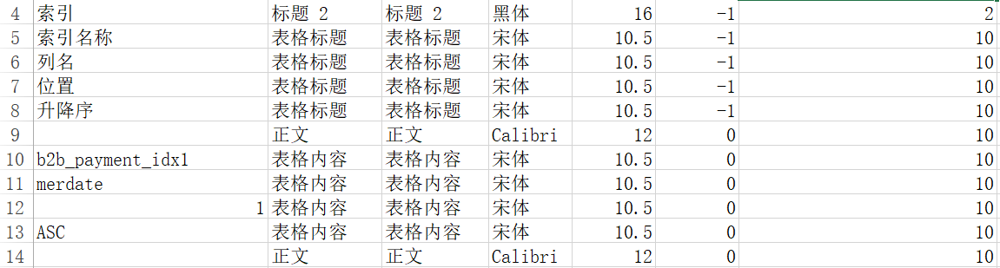 4 索引 标题 2 标题 2 黑体 16 -1 2
5 索引名称 表格标题 表格标题 宋体 10.5 -1 10
6 列名 表格标题 表格标题 宋体 10.5 -1 10
7 位置 表格标题 表格标题 宋体 10.5 -1 10
8 升降序 表格标题 表格标题 宋体 10.5 -1 10
9 正文 正文 Calibri 12 0 10
10 b2b_payment_idx1 表格内容 表格内容 宋体 10.5 0 10
11 merdate 表格内容 表格内容 宋体 10.5 0 10
12 1 表格内容 表格内容 宋体 10.5 0 10
13 ASC 表格内容 表格内容 宋体 10.5 0 10
14 正文 正文 Calibri 12 0 10